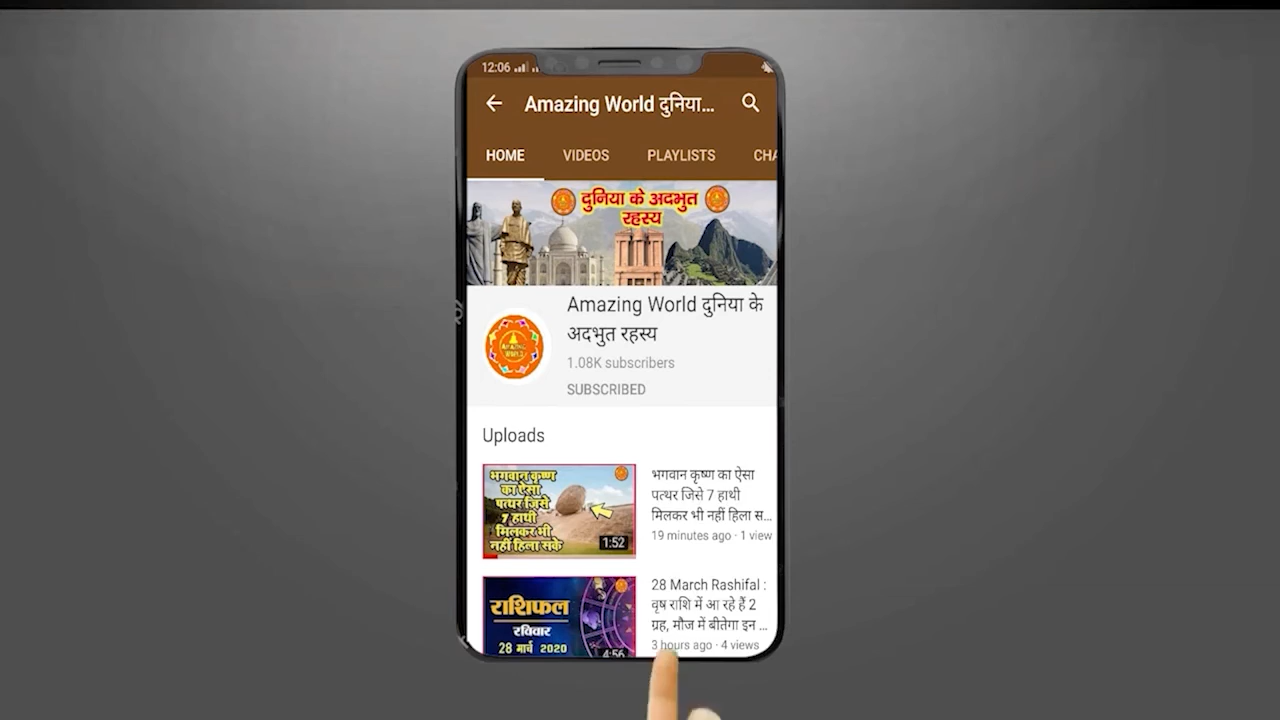 12:06
Amazing World दुनिया...
HOME VIDEOS PLAYLISTS CHA
दुनिया के अदभुत
रहस्य
Amazing World दुनिया के
अदभुत रहस्य
AMAZING
WORLD
1.08K subscribers
SUBSCRIBED
Uploads
भगवान कृष्ण
का ऐसा
पत्थर जिसे
7 हाथी
मिलकर भी
नहीं हिला सके
1:52
भगवान कृष्ण का ऐसा
पत्थर जिसे 7 हाथी
मिलकर भी नहीं हिला स...
19 minutes ago · 1 view
राशिफल
रविवार
28 मार्च 2020
4:56
28 March Rashifal :
वृष राशि में आ रहे हैं 2
ग्रह, मौज में बीतेगा इन ...
3 hours ago · 4 views